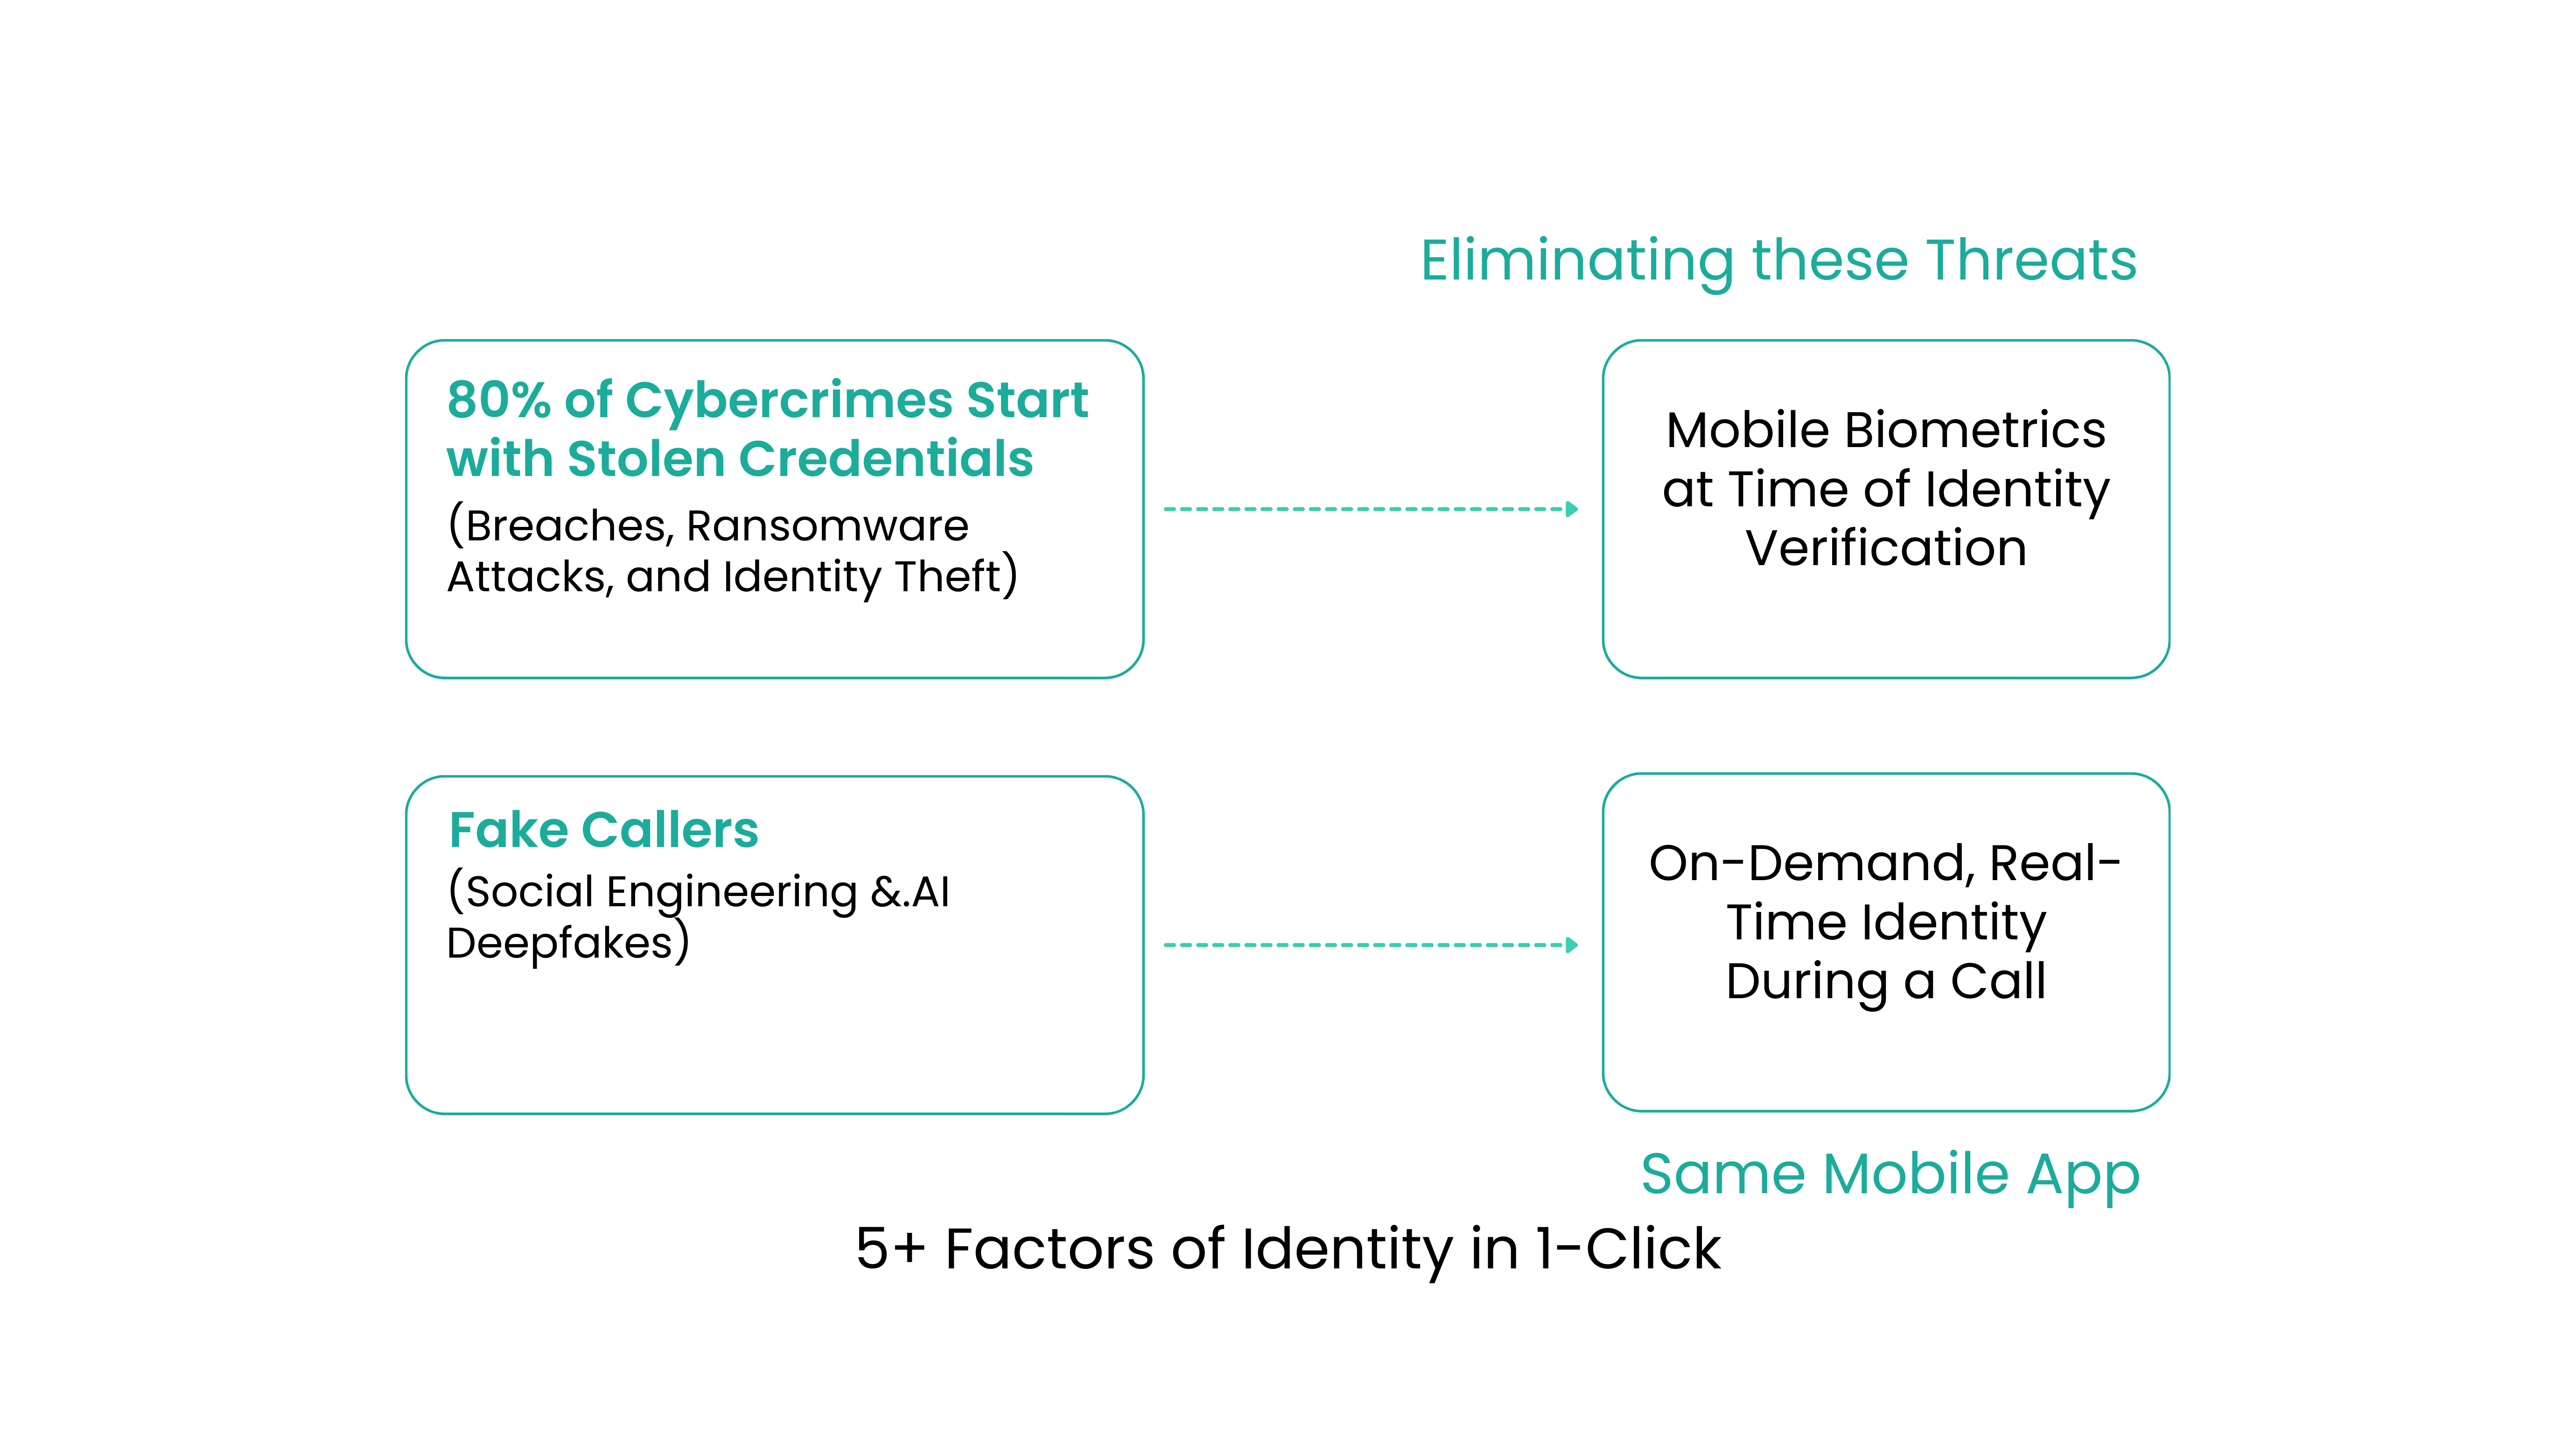 Eliminating these Threats
80% of Cybercrimes Start
with Stolen Credentials
(Breaches, Ransomware
Attacks, and Identity Theft)
Mobile Biometrics
at Time of Identity
Verification
Fake Callers
(Social Engineering &.AI
Deepfakes)
On-Demand, Real-
Time Identity
During a Call
Same Mobile App
5+ Factors of Identity in 1-Click